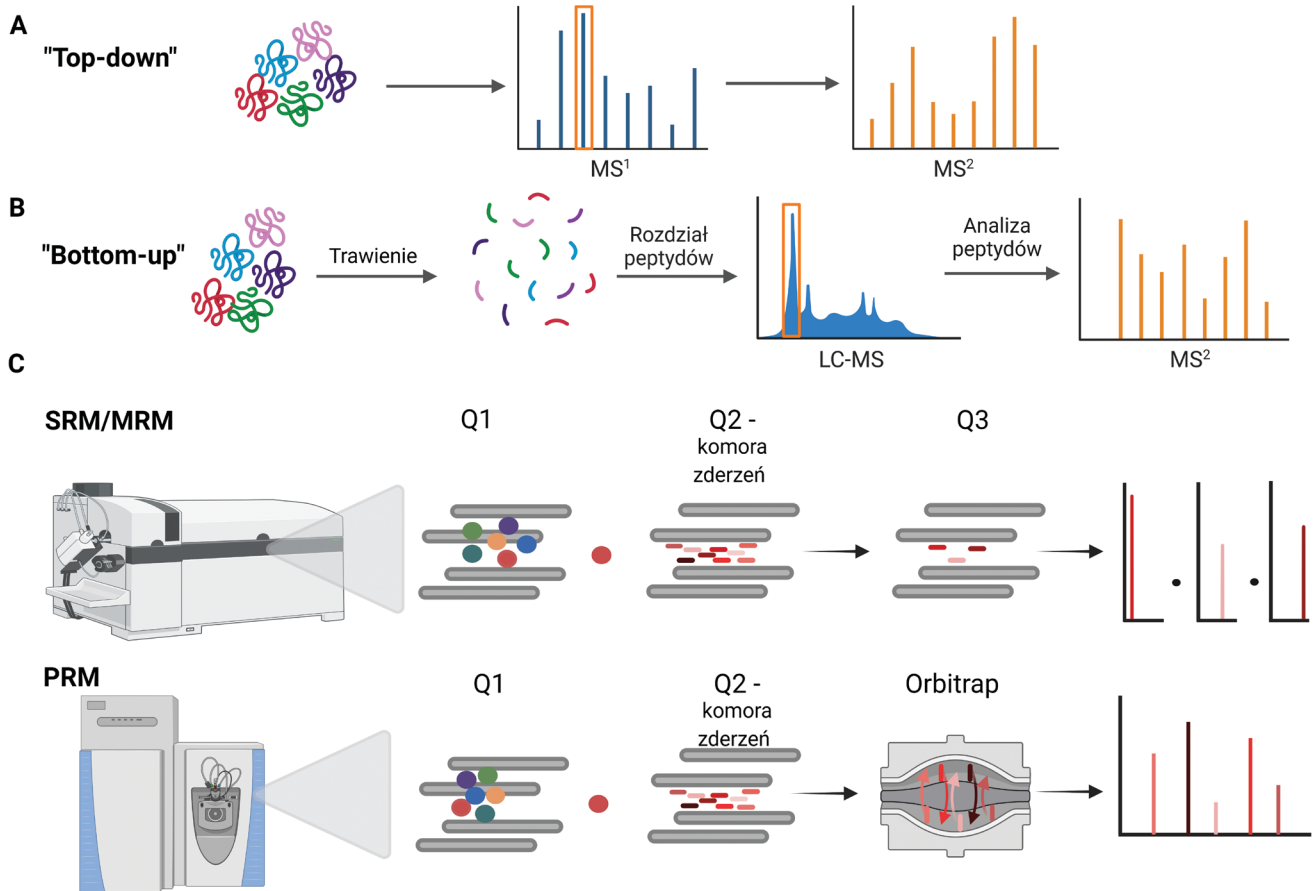 A
"Top-down"
MS¹
MS²
B
"Bottom-up"
Trawienie
Rozdział
peptydów
LC-MS
Analiza
peptydów
MS²
C
SRM/MRM
Q1
Q2 -
komora
zderzeń
Q3
PRM
Q1
Q2 -
komora
zderzeń
Orbitrap